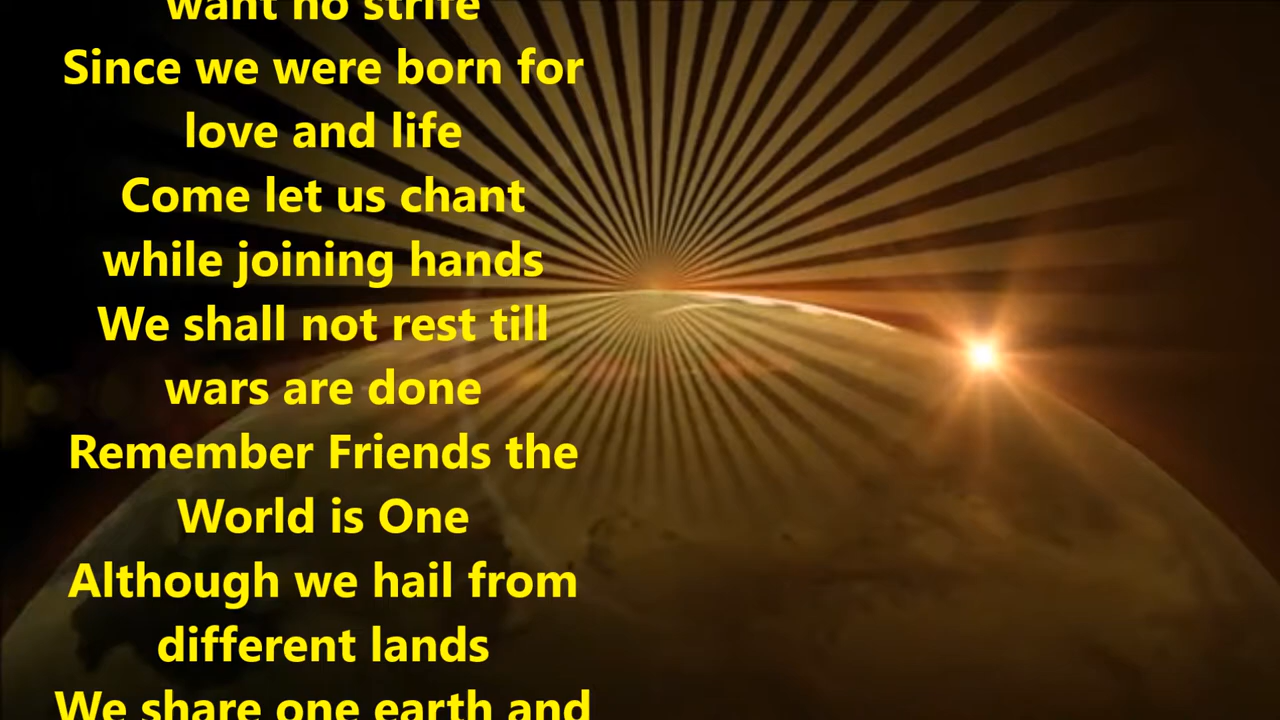 want no strife
Since we were born for
love and life
Come let us chant
while joining hands
We shall not rest till
wars are done
Remember Friends the
World is One
Although we hail from
different lands
We share one earth and